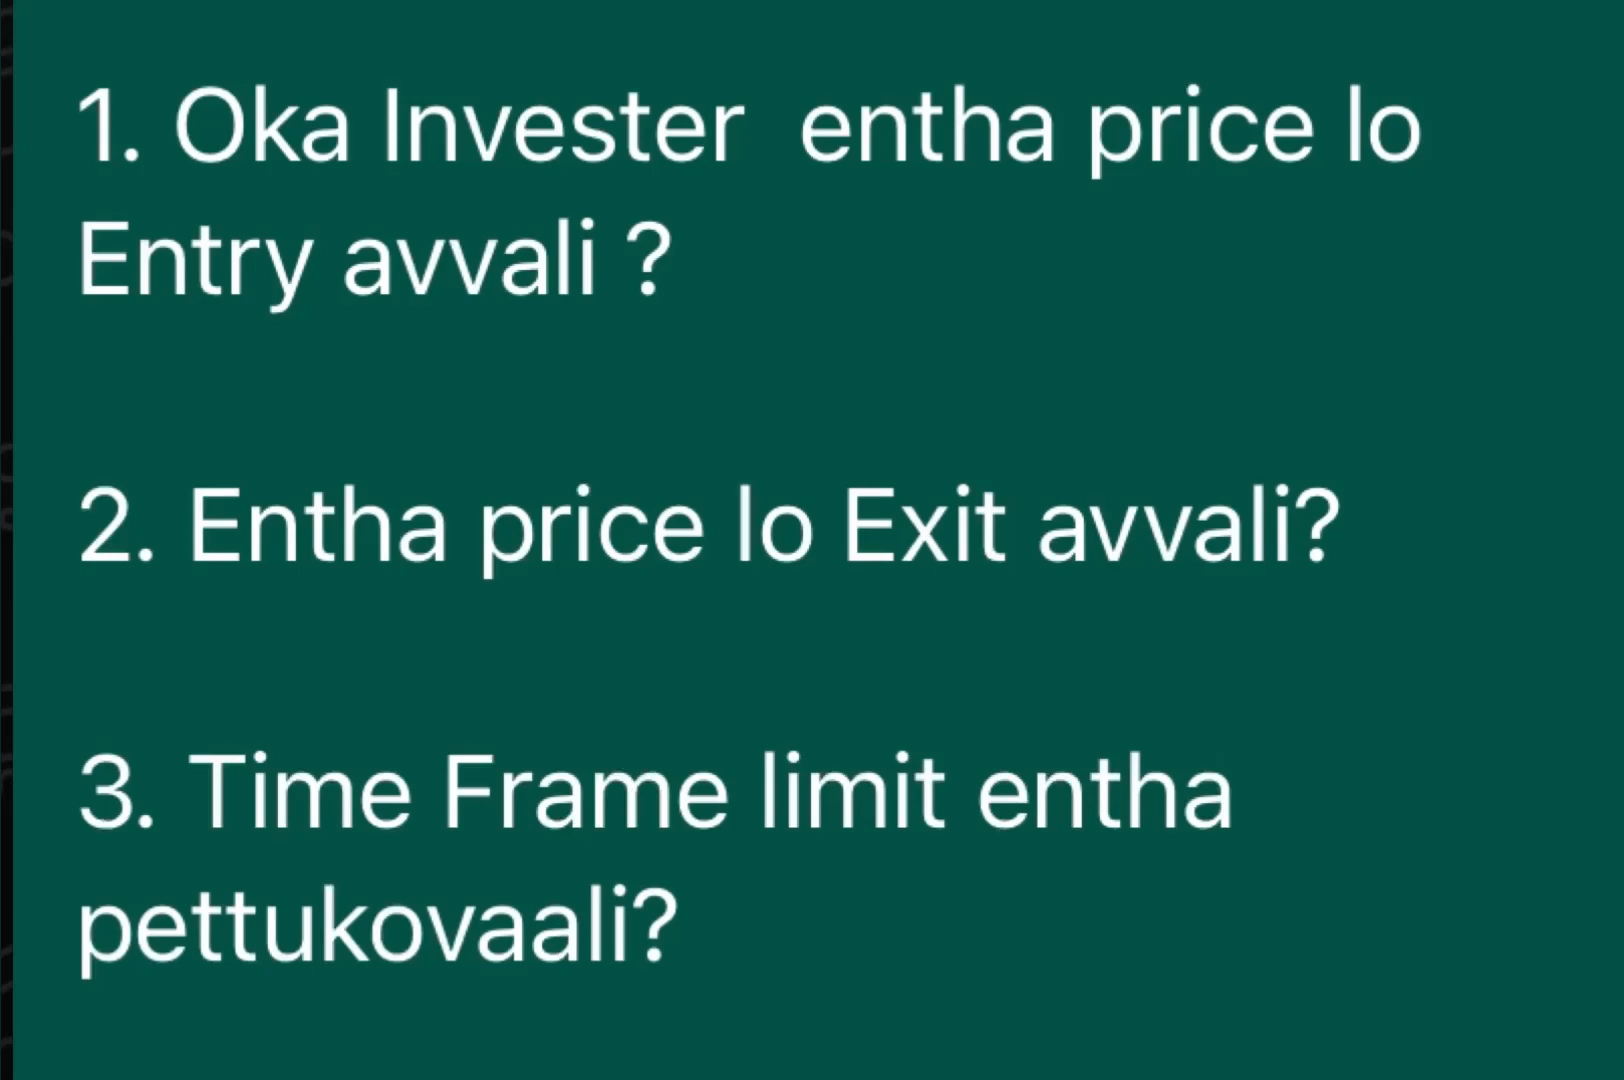 1. Oka Invester  entha price lo
Entry avvali ?
2. Entha price lo Exit avvali?
3. Time Frame limit entha
pettukovaali?